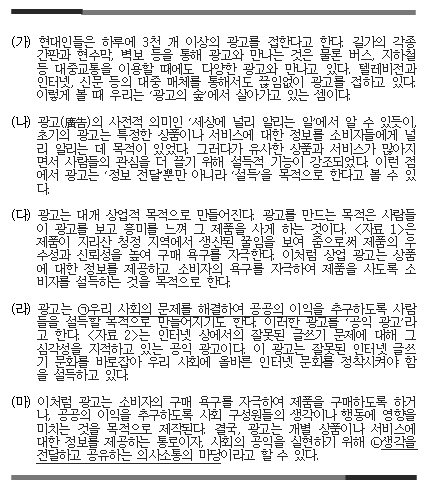 (가) 현대인들은 하루에 3천 개 이상의 광고를 접한다고 한다. 길가의 각종
간판과 현수막, 벽보 등을 통해 광고와 만나는 것은 물론 버스, 지하철
등 대중교통을 이용할 때에도 다양한 광고와 만나고 있다. 텔레비전과
인터넷, 신문 등의 대중 매체를 통해서도 끊임없이 광고를 접하고 있다.
이렇게 볼 때 우리는 '광고의 숲'에서 살아가고 있는 셈이다.
(나) 광고(廣告)의 사전적 의미인 '세상에 널리 알리는 일'에서 알 수 있듯이,
초기의 광고는 특정한 상품이나 서비스에 대한 정보를 소비자들에게 널
리 알리는 데 목적이 있었다. 그러다가 유사한 상품과 서비스가 많아지
면서 사람들의 관심을 더 끌기 위해 설득적 기능이 강조되었다. 이런 점
에서 광고는 '정보 전달'뿐만 아니라 '설득'을 목적으로 한다고 볼 수 있
다.
(다) 광고는 대개 상업적 목적으로 만들어진다. 광고를 만드는 목적은 사람들
이 광고를 보고 흥미를 느껴 그 제품을 사게 하는 것이다. <자료 1>은
제품이 지리산 청정 지역에서 생산된 꿀임을 보여 줌으로써 제품의 우
수성과 신뢰성을 높여 구매 욕구를 자극한다. 이처럼 상업 광고는 상품
에 대한 정보를 제공하고 소비자의 욕구를 자극하여 제품을 사도록 소
비자를 설득하는 것을 목적으로 한다.
(라) 광고는 ㉠우리 사회의 문제를 해결하여 공공의 이익을 추구하도록 사람
들을 설득할 목적으로 만들어지기도 한다. 이러한 광고를 '공익 광고'라
고 한다. <자료 2>는 인터넷 상에서의 잘못된 글쓰기 문제에 대해 그
심각성을 지적하고 있는 공익 광고이다. 이 광고는 잘못된 인터넷 글쓰
기 문화를 바로잡아 우리 사회에 올바른 인터넷 문화를 정착시켜야 함
을 설득하고 있다.
(마) 이처럼 광고는 소비자의 구매 욕구를 자극하여 제품을 구매하도록 하거
나, 공공의 이익을 추구하도록 사회 구성원들의 생각이나 행동에 영향을
미치는 것을 목적으로 제작된다. 결국, 광고는 개별 상품이나 서비스에
대한 정보를 제공하는 통로이자, 사회의 공익을 실현하기 위해 ㉡생각을
전달하고 공유하는 의사소통의 마당이라고 할 수 있다.